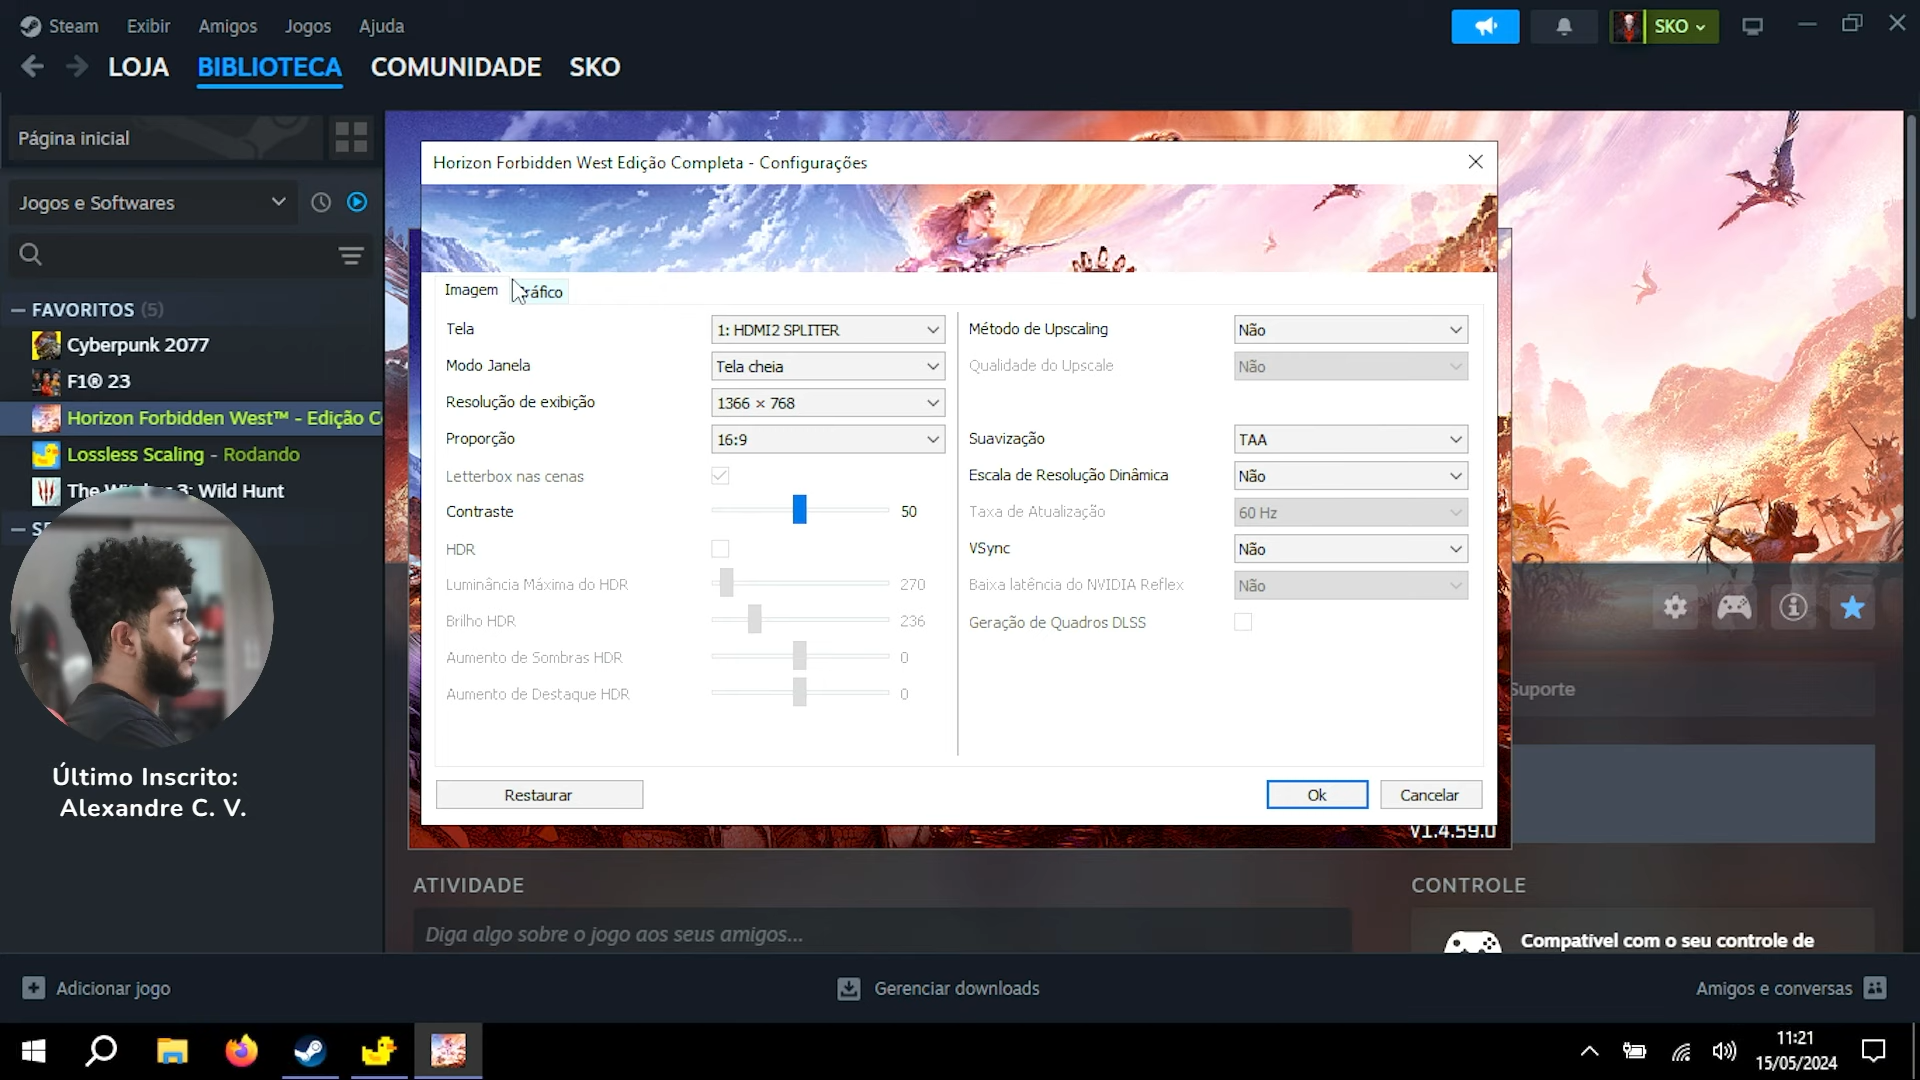 Steam Exibir Amigos Jogos Ajuda SKO
LOJA BIBLIOTECA COMUNIDADE SKO
Página inicial
Jogos e Softwares
FAVORITOS (5)
Cyberpunk 2077
F1® 23
Horizon Forbidden West™ - Edição C
Lossless Scaling - Rodando
The Wild Hunt
Último Inscrito:
Alexandre C. V.
Horizon Forbidden West Edição Completa - Configurações
Imagem ráfico
Tela 1: HDMI2 SPLITER
Modo Janela Tela cheia
Resolução de exibição 1366 × 768
Proporção 16:9
Letterbox nas cenas
Contraste 50
HDR
Luminância Máxima do HDR 270
Brilho HDR 236
Aumento de Sombras HDR 0
Aumento de Destaque HDR 0
Método de Upscaling Não
Qualidade do Upscale Não
Suavização TAA
Escala de Resolução Dinâmica Não
Taxa de Atualização 60 Hz
VSync Não
Baixa latência do NVIDIA Reflex Não
Geração de Quadros DLSS
Restaurar Ok Cancelar
v1.4.59.0
Suporte
ATIVIDADE
Diga algo sobre o jogo aos seus amigos...
CONTROLE
Compatível com o seu controle de
Adicionar jogo Gerenciar downloads Amigos e conversas
11:21
15/05/2024